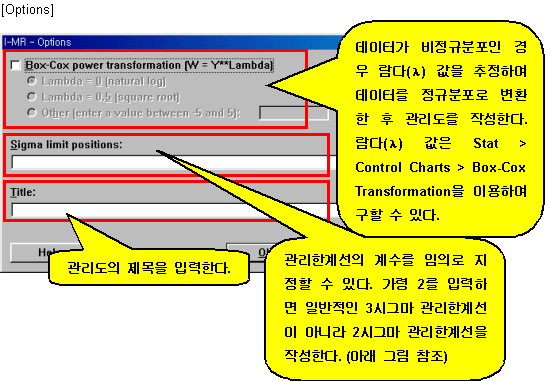 [Options]
I-MR - Options
Box-Cox power transformation (W = Y**Lambda)
Lambda = 0 (natural log)
Lambda = 0.5 (square root)
Other (enter a value between -5 and 5):
Sigma limit positions:
Title:
데이터가 비정규분포인 경
우 람다(λ) 값을 추정하여
데이터를 정규분포로 변환
한 후 관리도를 작성한다.
람다(λ) 값은 Stat >
Control Charts > Box-Cox
Transformation을 이용하여
구할 수 있다.
관리도의 제목을 입력한다.
관리한계선의 계수를 임의로 지
정할 수 있다. 가령 2를 입력하
면 일반적인 3시그마 관리한계선
이 아니라 2시그마 관리한계선을
작성한다. (아래 그림 참조)